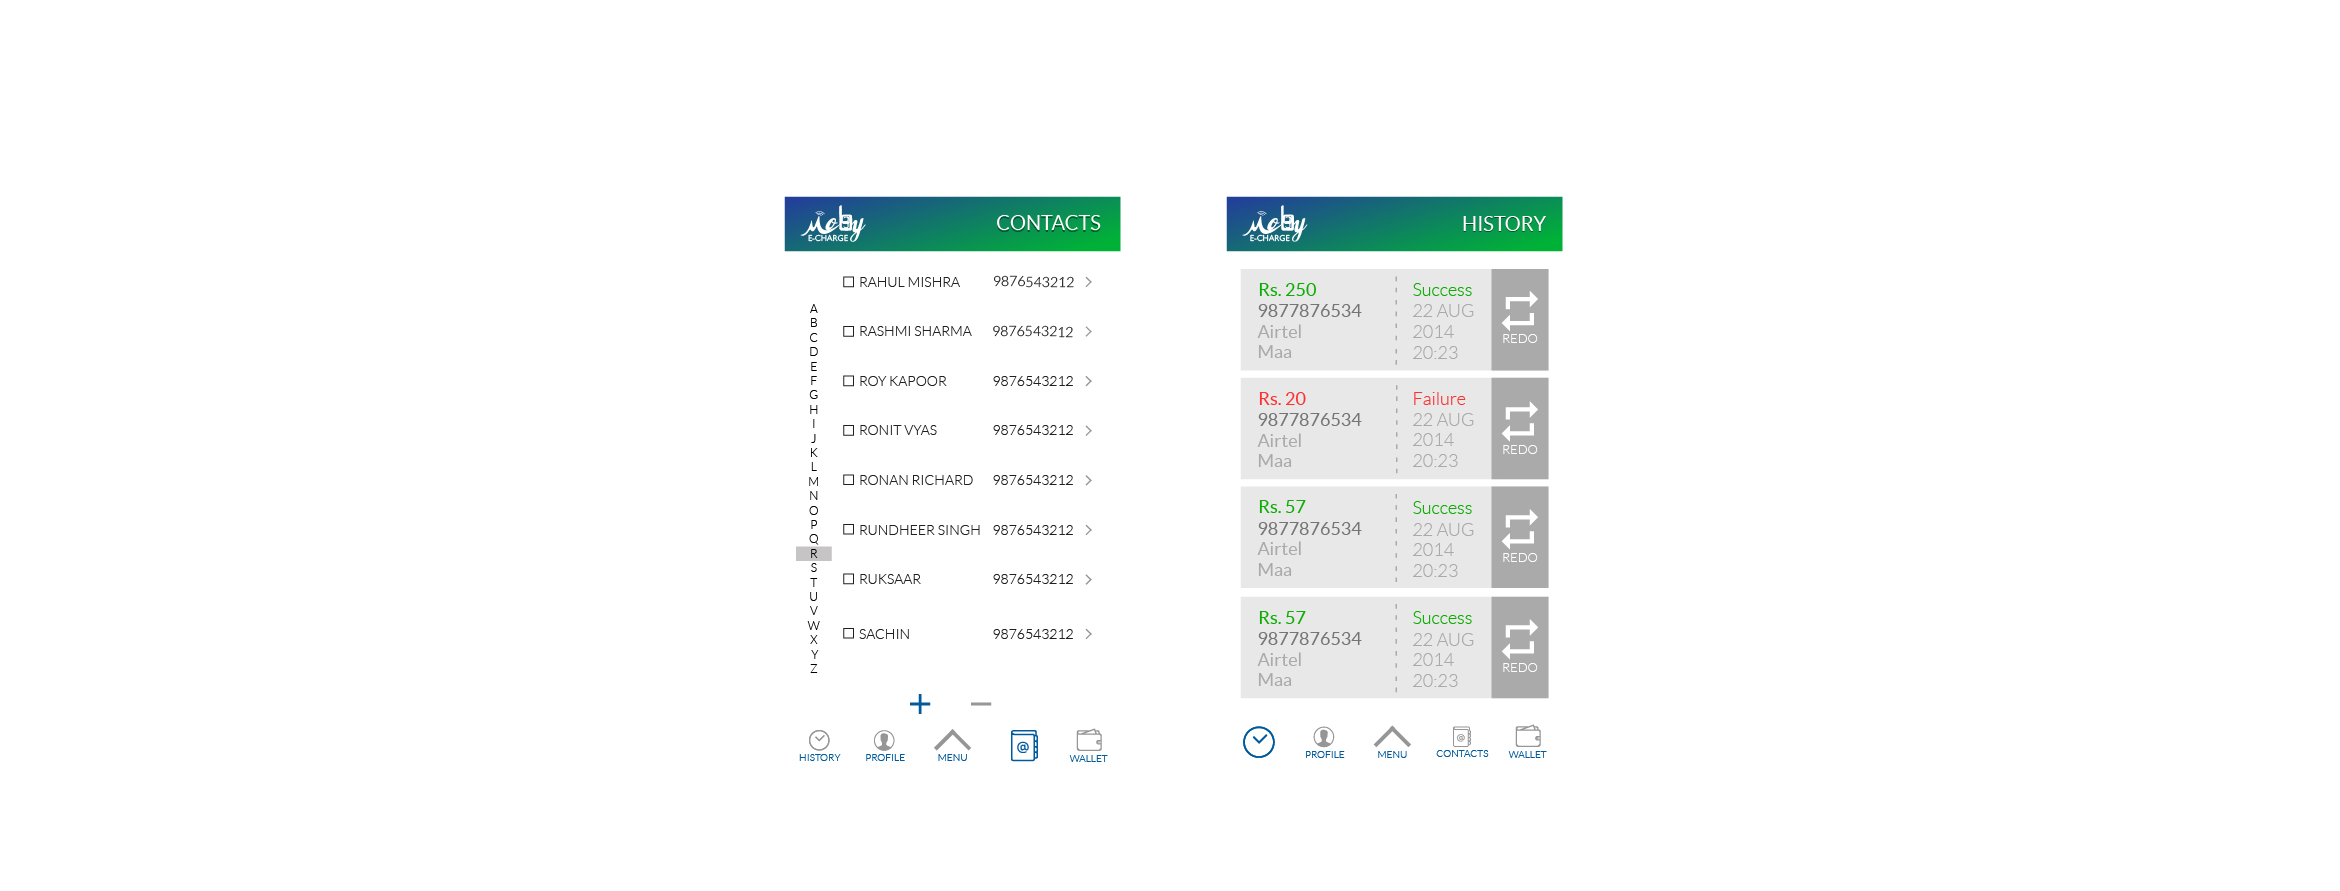 Moby
E-CHARGE
CONTACTS
RAHUL MISHRA 9876543212
RASHMI SHARMA 9876543212
ROY KAPOOR 9876543212
RONIT VYAS 9876543212
RONAN RICHARD 9876543212
RUNDHEER SINGH 9876543212
RUKSAAR 9876543212
SACHIN 9876543212
A
B
C
D
E
F
G
H
I
J
K
L
M
N
O
P
Q
R
S
T
U
V
W
X
Y
Z
HISTORY PROFILE MENU @ WALLET
Moby
E-CHARGE
HISTORY
Rs. 250
9877876534
Airtel
Maa
Success
22 AUG
2014
20:23
REDO
Rs. 20
9877876534
Airtel
Maa
Failure
22 AUG
2014
20:23
REDO
Rs. 57
9877876534
Airtel
Maa
Success
22 AUG
2014
20:23
REDO
Rs. 57
9877876534
Airtel
Maa
Success
22 AUG
2014
20:23
REDO
PROFILE MENU @ CONTACTS WALLET